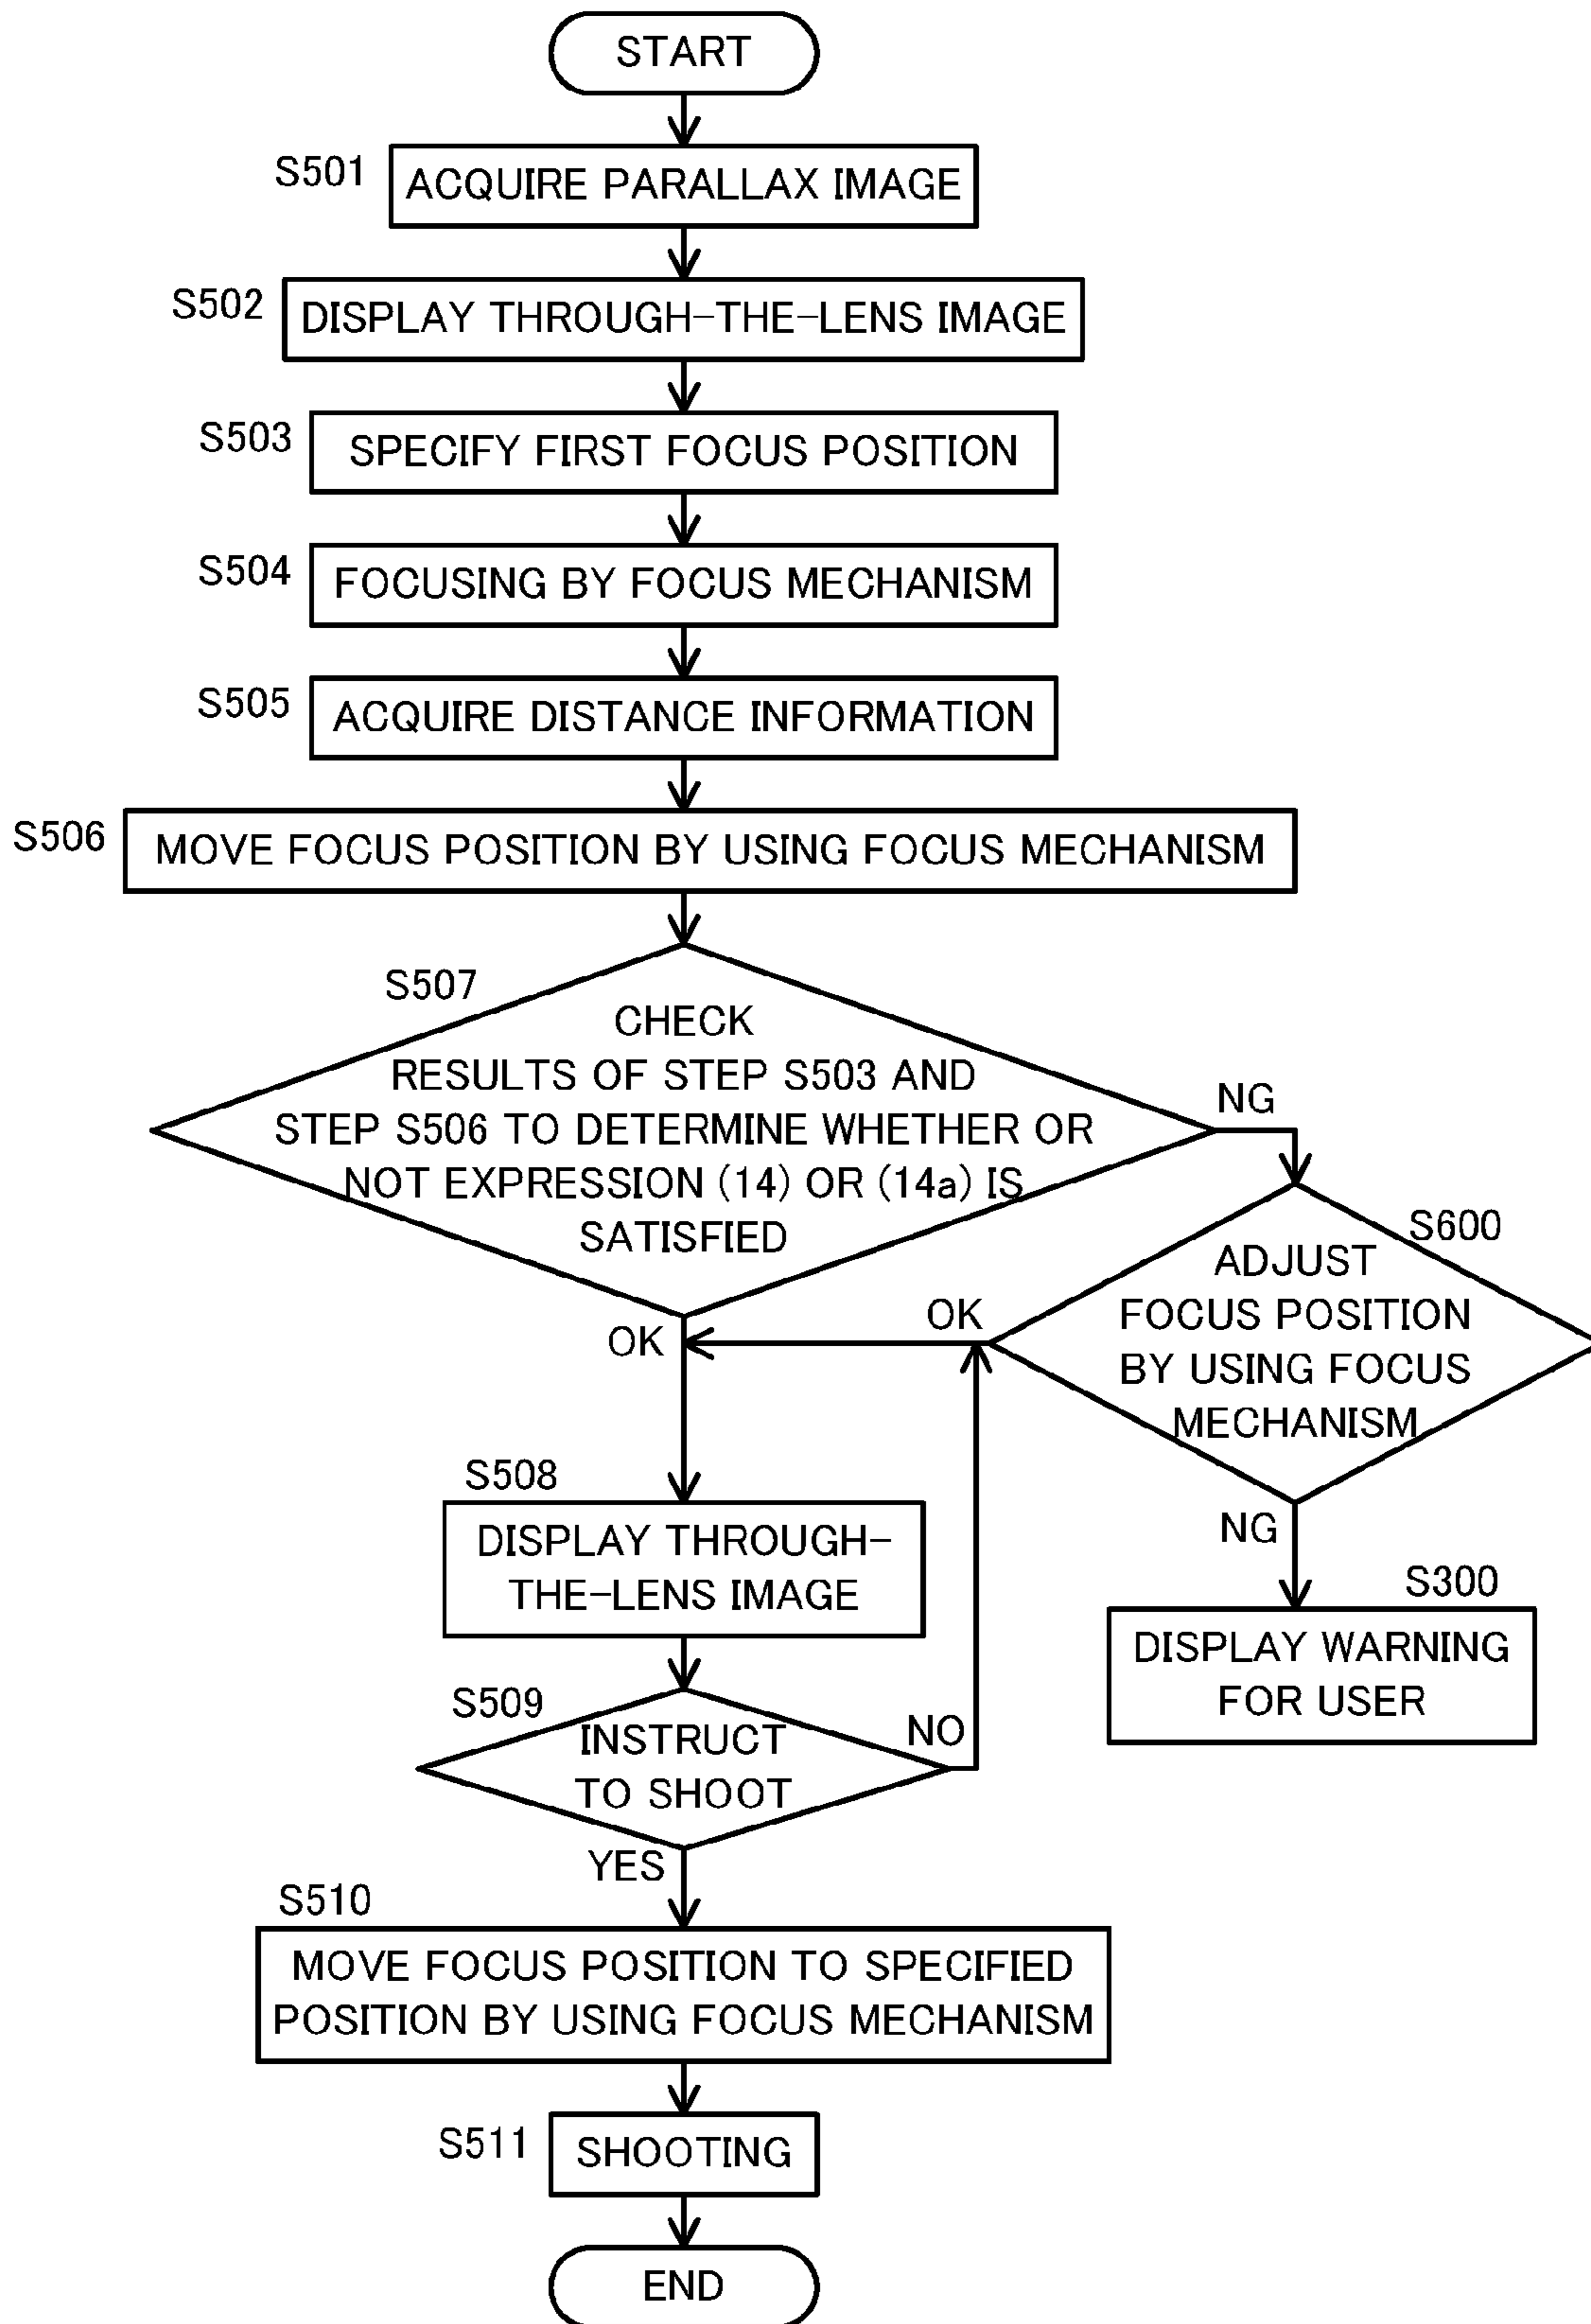 START
S501
ACQUIRE PARALLAX IMAGE
S502
DISPLAY THROUGH-THE-LENS IMAGE
S503
SPECIFY FIRST FOCUS POSITION
S504
FOCUSING BY FOCUS MECHANISM
S505
ACQUIRE DISTANCE INFORMATION
S506
MOVE FOCUS POSITION BY USING FOCUS MECHANISM
S507
CHECK
RESULTS OF STEP S503 AND
STEP S506 TO DETERMINE WHETHER OR
NOT EXPRESSION (14) OR (14a) IS
SATISFIED
NG
OK
S600
ADJUST
FOCUS POSITION
BY USING FOCUS
MECHANISM
OK
NG
S300
DISPLAY WARNING
FOR USER
S508
DISPLAY THROUGH-
THE-LENS IMAGE
S509
INSTRUCT
TO SHOOT
NO
YES
S510
MOVE FOCUS POSITION TO SPECIFIED
POSITION BY USING FOCUS MECHANISM
S511
SHOOTING
END